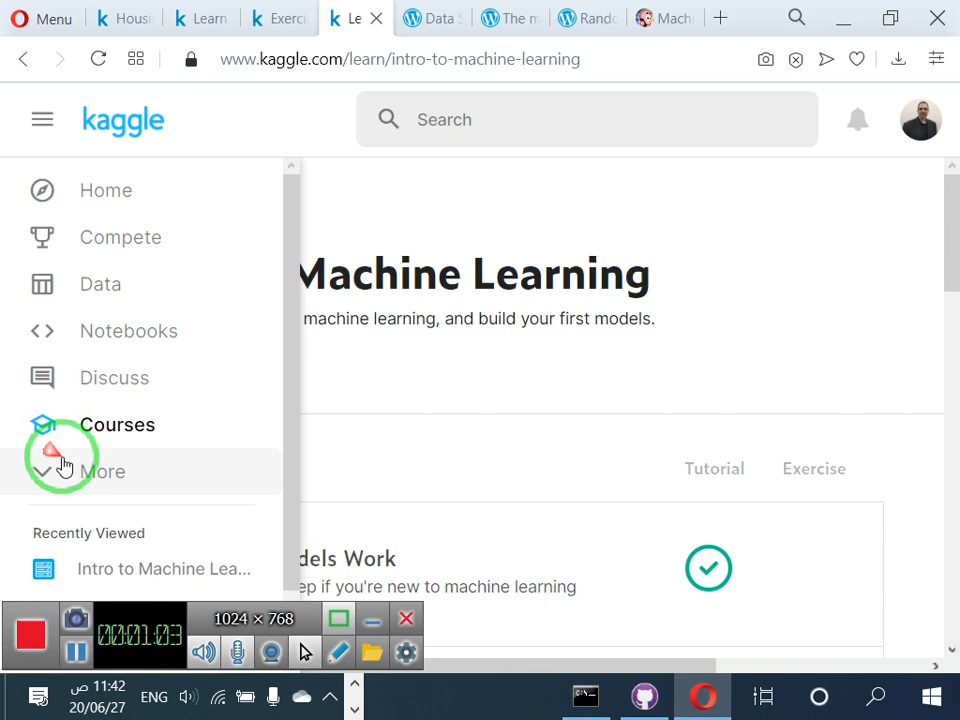 Menu
Housi
Learn
Exerci
Le
Data S
The m
Rando
Machi
www.kaggle.com/learn/intro-to-machine-learning
kaggle
Search
Home
Compete
Data
Notebooks
Discuss
Courses
More
Recently Viewed
Intro to Machine Lea...
Machine Learning
machine learning, and build your first models.
Tutorial Exercise
dels Work
ep if you're new to machine learning
00:01.03
1024 × 768
ص 11:42
20/06/27
ENG